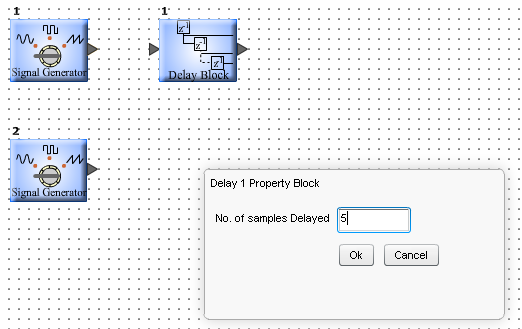 1
1
Signal Generator
z-1
z-1
z-1
Delay Block
2
Signal Generator
Delay 1 Property Block
No. of samples Delayed 5
Ok Cancel